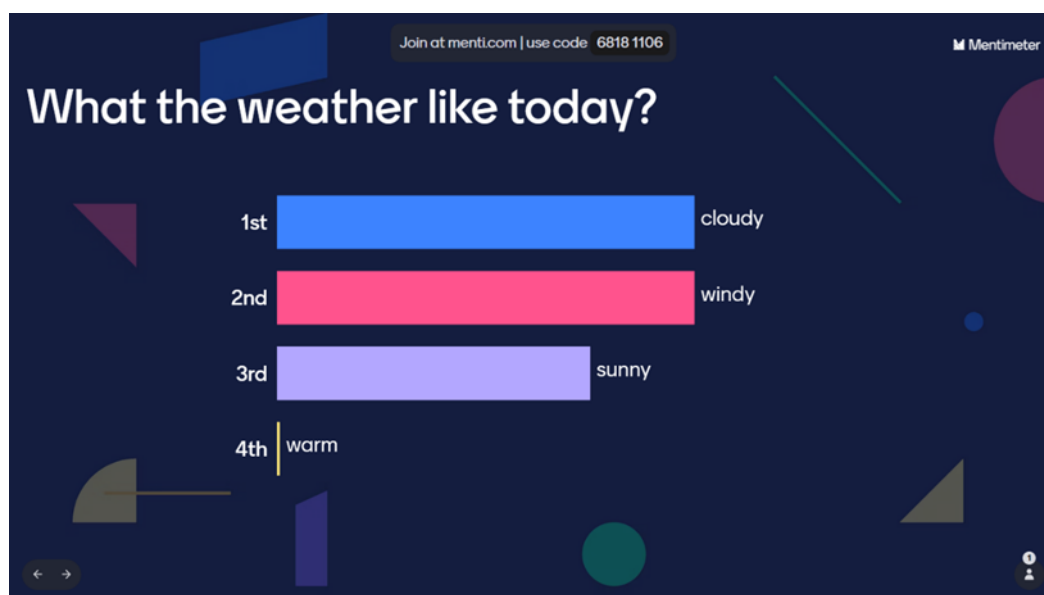 Join at menti.com | use code 6818 1106
Mentimeter
What the weather like today?
1st cloudy
2nd windy
3rd sunny
4th warm
1